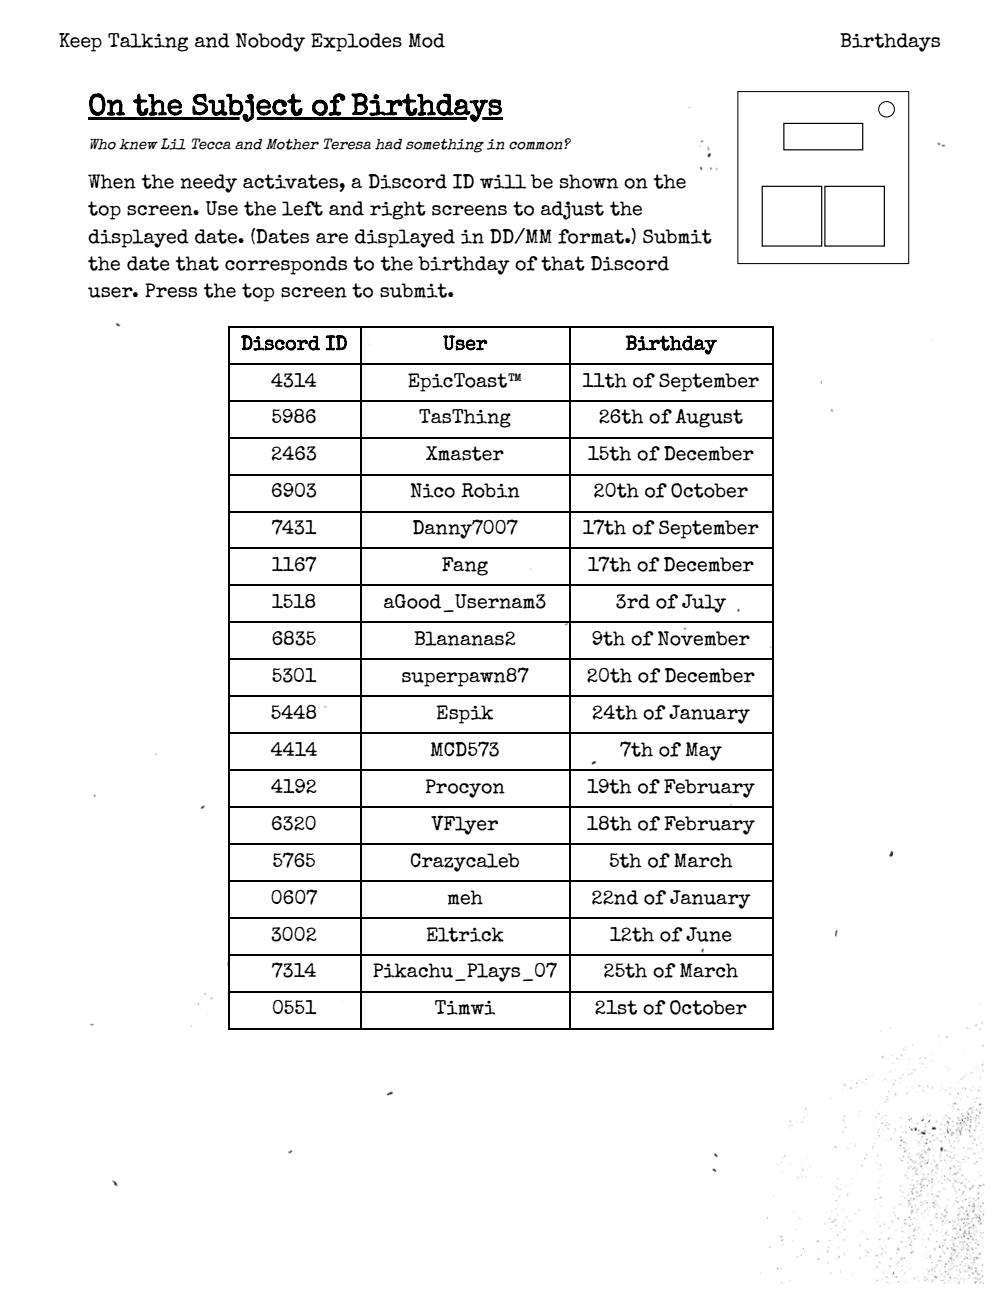 Keep Talking and Nobody Explodes Mod Birthdays
On the Subject of Birthdays
Who knew Lil Tecca and Mother Teresa had something in common?
When the needy activates, a Discord ID will be shown on the
top screen. Use the left and right screens to adjust the
displayed date. (Dates are displayed in DD/MM format.) Submit
the date that corresponds to the birthday of that Discord
user. Press the top screen to submit.
Discord ID User Birthday
4314 EpicToast™ 11th of September
5986 TasThing 26th of August
2463 Xmaster 15th of December
6903 Nico Robin 20th of October
7431 Danny7007 17th of September
1167 Fang 17th of December
1518 aGood_Usernam3 3rd of July
6835 Blananas2 9th of November
5301 superpawn87 20th of December
5448 Espik 24th of January
4414 MCD573 7th of May
4192 Procyon 19th of February
6320 VFlyer 18th of February
5765 Crazycaleb 5th of March
0607 meh 22nd of January
3002 Eltrick 12th of June
7314 Pikachu_Plays_07 25th of March
0551 Timwi 21st of October